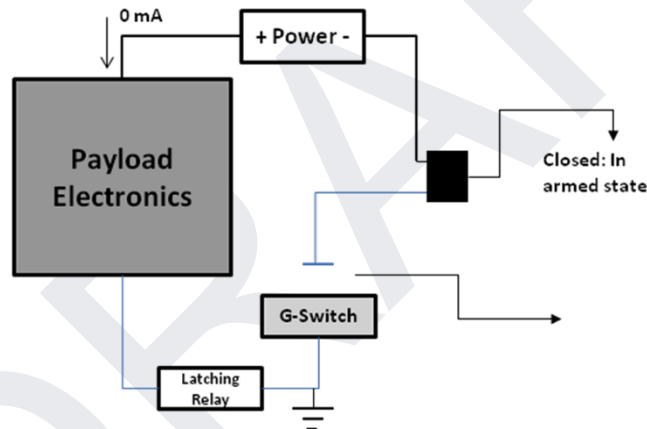 0 mA
+ Power -
Payload
Electronics
Closed: In
armed state
G-Switch
Latching
Relay